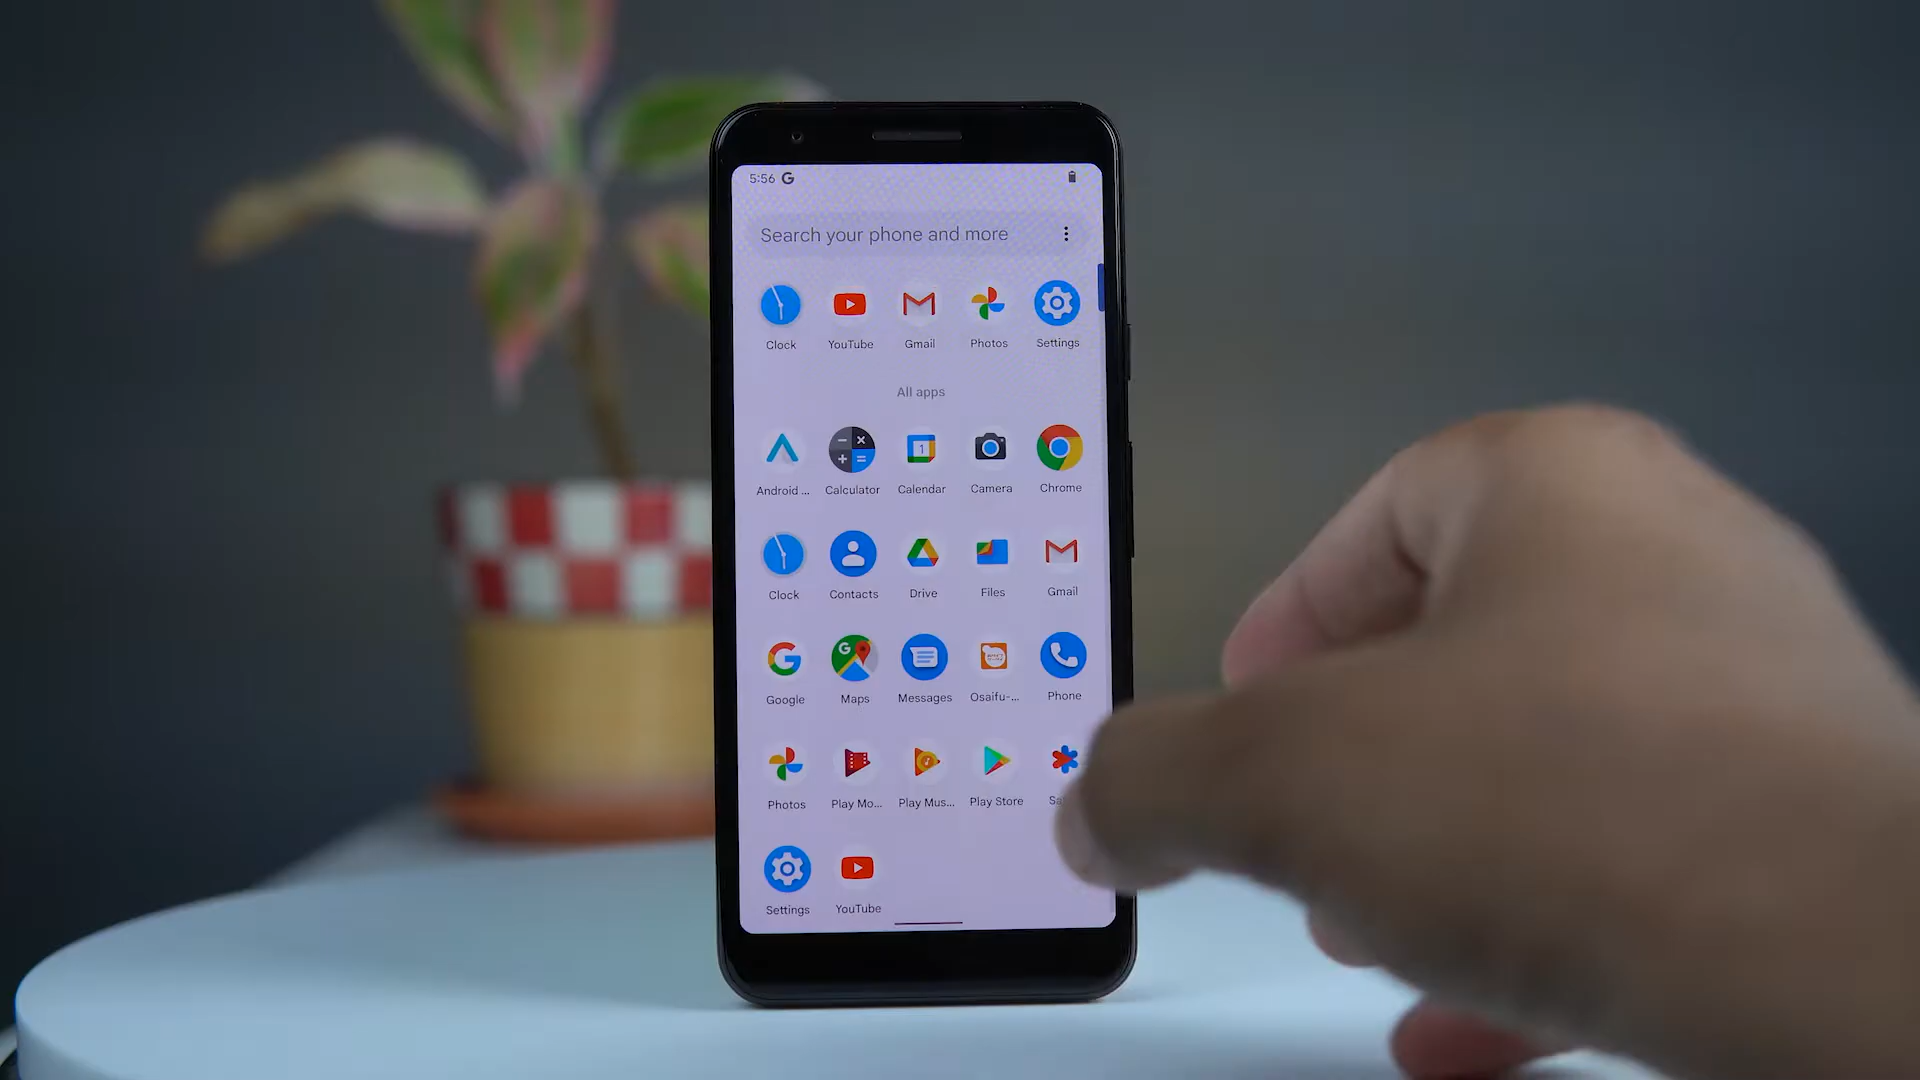 5:56 G
Search your phone and more
Clock YouTube Gmail Photos Settings
All apps
1
Android ... Calculator Calendar Camera Chrome
Clock Contacts Drive Files Gmail
Google Maps Messages Osaifu-... Phone
Photos Play Mo... Play Mus... Play Store
Settings YouTube